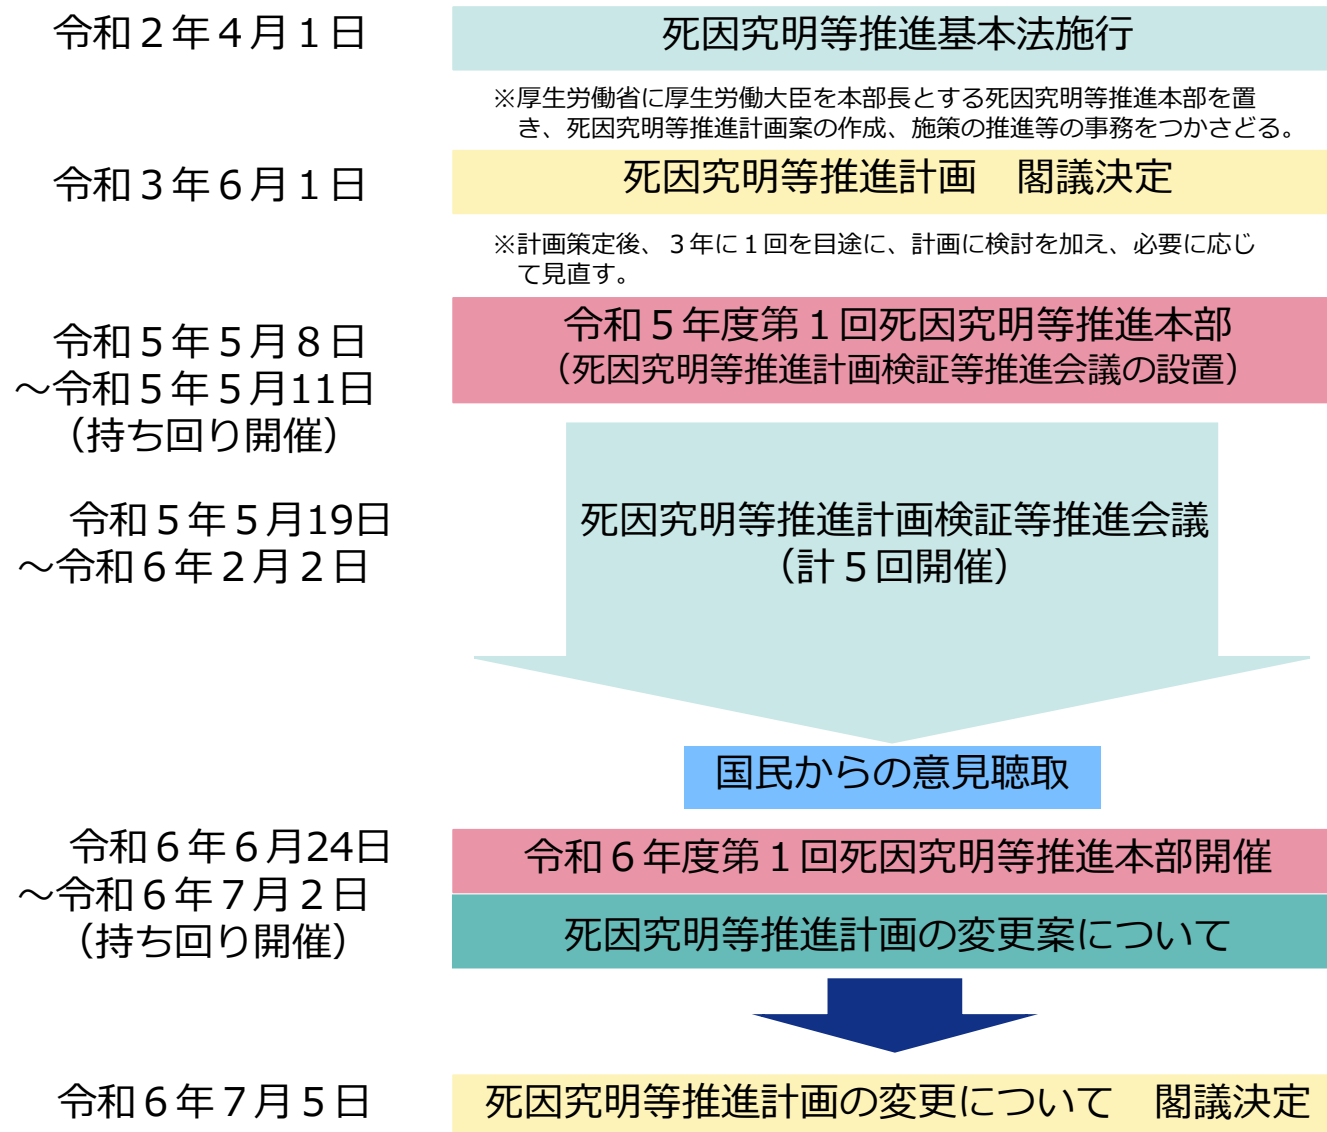 令和２年４月１日
死因究明等推進基本法施行
※厚生労働省に厚生労働大臣を本部長とする死因究明等推進本部を置
き、死因究明等推進計画案の作成、施策の推進等の事務をつかさどる。
令和３年６月１日
死因究明等推進計画　閣議決定
※計画策定後、３年に１回を目途に、計画に検討を加え、必要に応じ
て見直す。
令和５年５月８日
～令和５年５月11日
（持ち回り開催）
令和５年度第１回死因究明等推進本部
（死因究明等推進計画検証等推進会議の設置）
令和５年５月19日
～令和６年２月２日
死因究明等推進計画検証等推進会議
（計５回開催）
国民からの意見聴取
令和６年６月24日
～令和６年７月２日
（持ち回り開催）
令和６年度第１回死因究明等推進本部開催
死因究明等推進計画の変更案について
令和６年７月５日
死因究明等推進計画の変更について　閣議決定